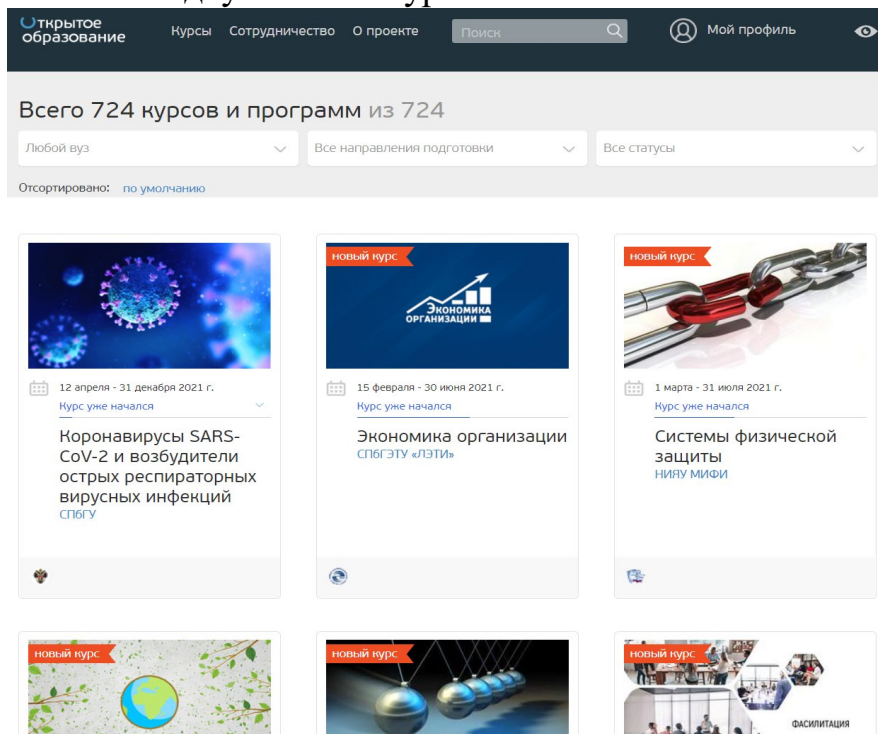 Открытое
образование
Курсы Сотрудничество О проекте Поиск Мой профиль
Всего 724 курсов и программ из 724
Любой вуз
Все направления подготовки
Все статусы
Отсортировано: по умолчанию
12 апреля - 31 декабря 2021 г.
Курс уже начался
Коронавирусы SARS-
CoV-2 и возбудители
острых респираторных
вирусных инфекций
СПбГУ
новый курс
ЭКОНОМИКА
ОРГАНИЗАЦИИ
15 февраля - 30 июня 2021 г.
Курс уже начался
Экономика организации
СПбГЭТУ «ЛЭТИ»
новый курс
1 марта - 31 июля 2021 г.
Курс уже начался
Системы физической
защиты
НИЯУ МИФИ
новый курс
новый курс
новый курс
ФАСИЛИТАЦИЯ